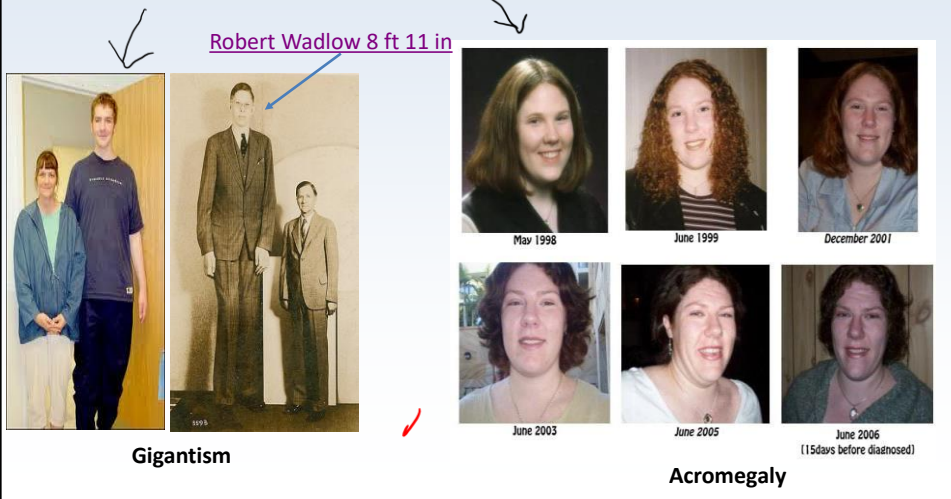 Robert Wadlow 8 ft 11 in
May 1998
June 1999
December 2001
June 2003
June 2005
June 2006
(15days before diagnosed)
Gigantism
Acromegaly